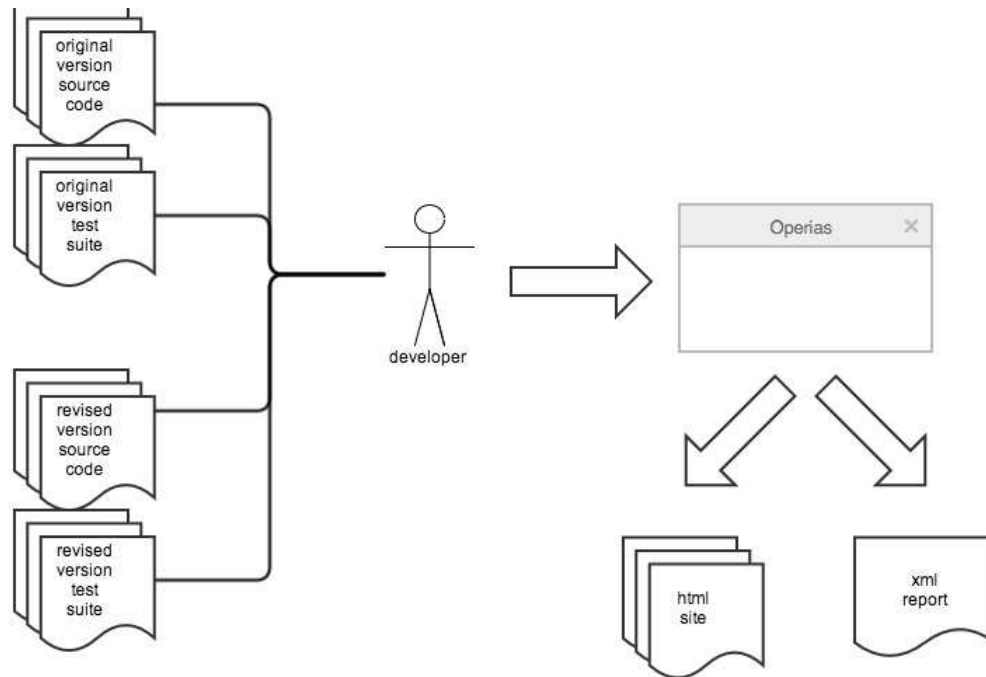 original
version
source
code
original
version
test
suite
revised
version
source
code
revised
version
test
suite
developer
Operias
html
site
xml
report